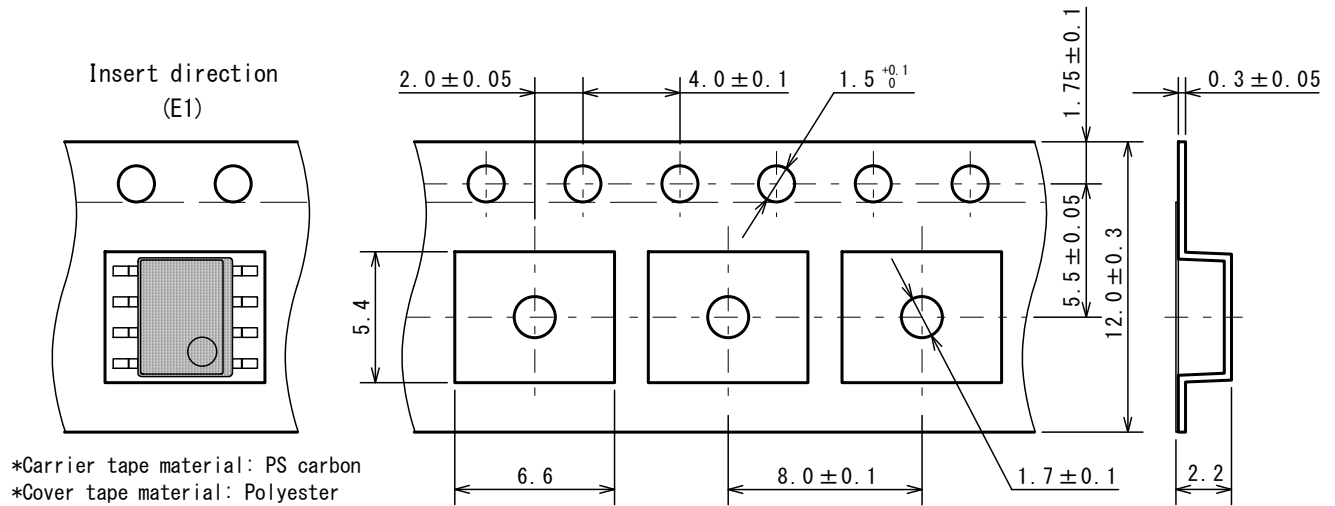 Insert direction
(E1)
2.0±0.05
4.0±0.1
1.5 +0.1 0
1.75±0.1
0.3±0.05
5.5±0.05
12.0±0.3
5.4
6.6
8.0±0.1
1.7±0.1
2.2
*Carrier tape material: PS carbon
*Cover tape material: Polyester